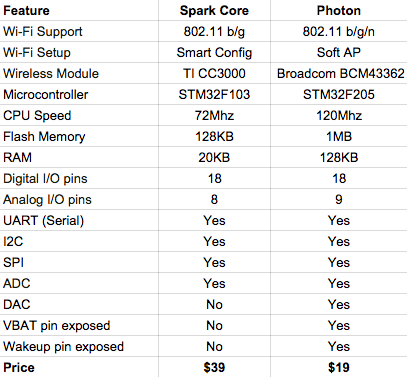 Feature Spark Core Photon
Wi-Fi Support 802.11 b/g 802.11 b/g/n
Wi-Fi Setup Smart Config Soft AP
Wireless Module TI CC3000 Broadcom BCM43362
Microcontroller STM32F103 STM32F205
CPU Speed 72Mhz 120Mhz
Flash Memory 128KB 1MB
RAM 20KB 128KB
Digital I/O pins 18 18
Analog I/O pins 8 9
UART (Serial) Yes Yes
I2C Yes Yes
SPI Yes Yes
ADC Yes Yes
DAC No Yes
VBAT pin exposed No Yes
Wakeup pin exposed No Yes
Price $39 $19